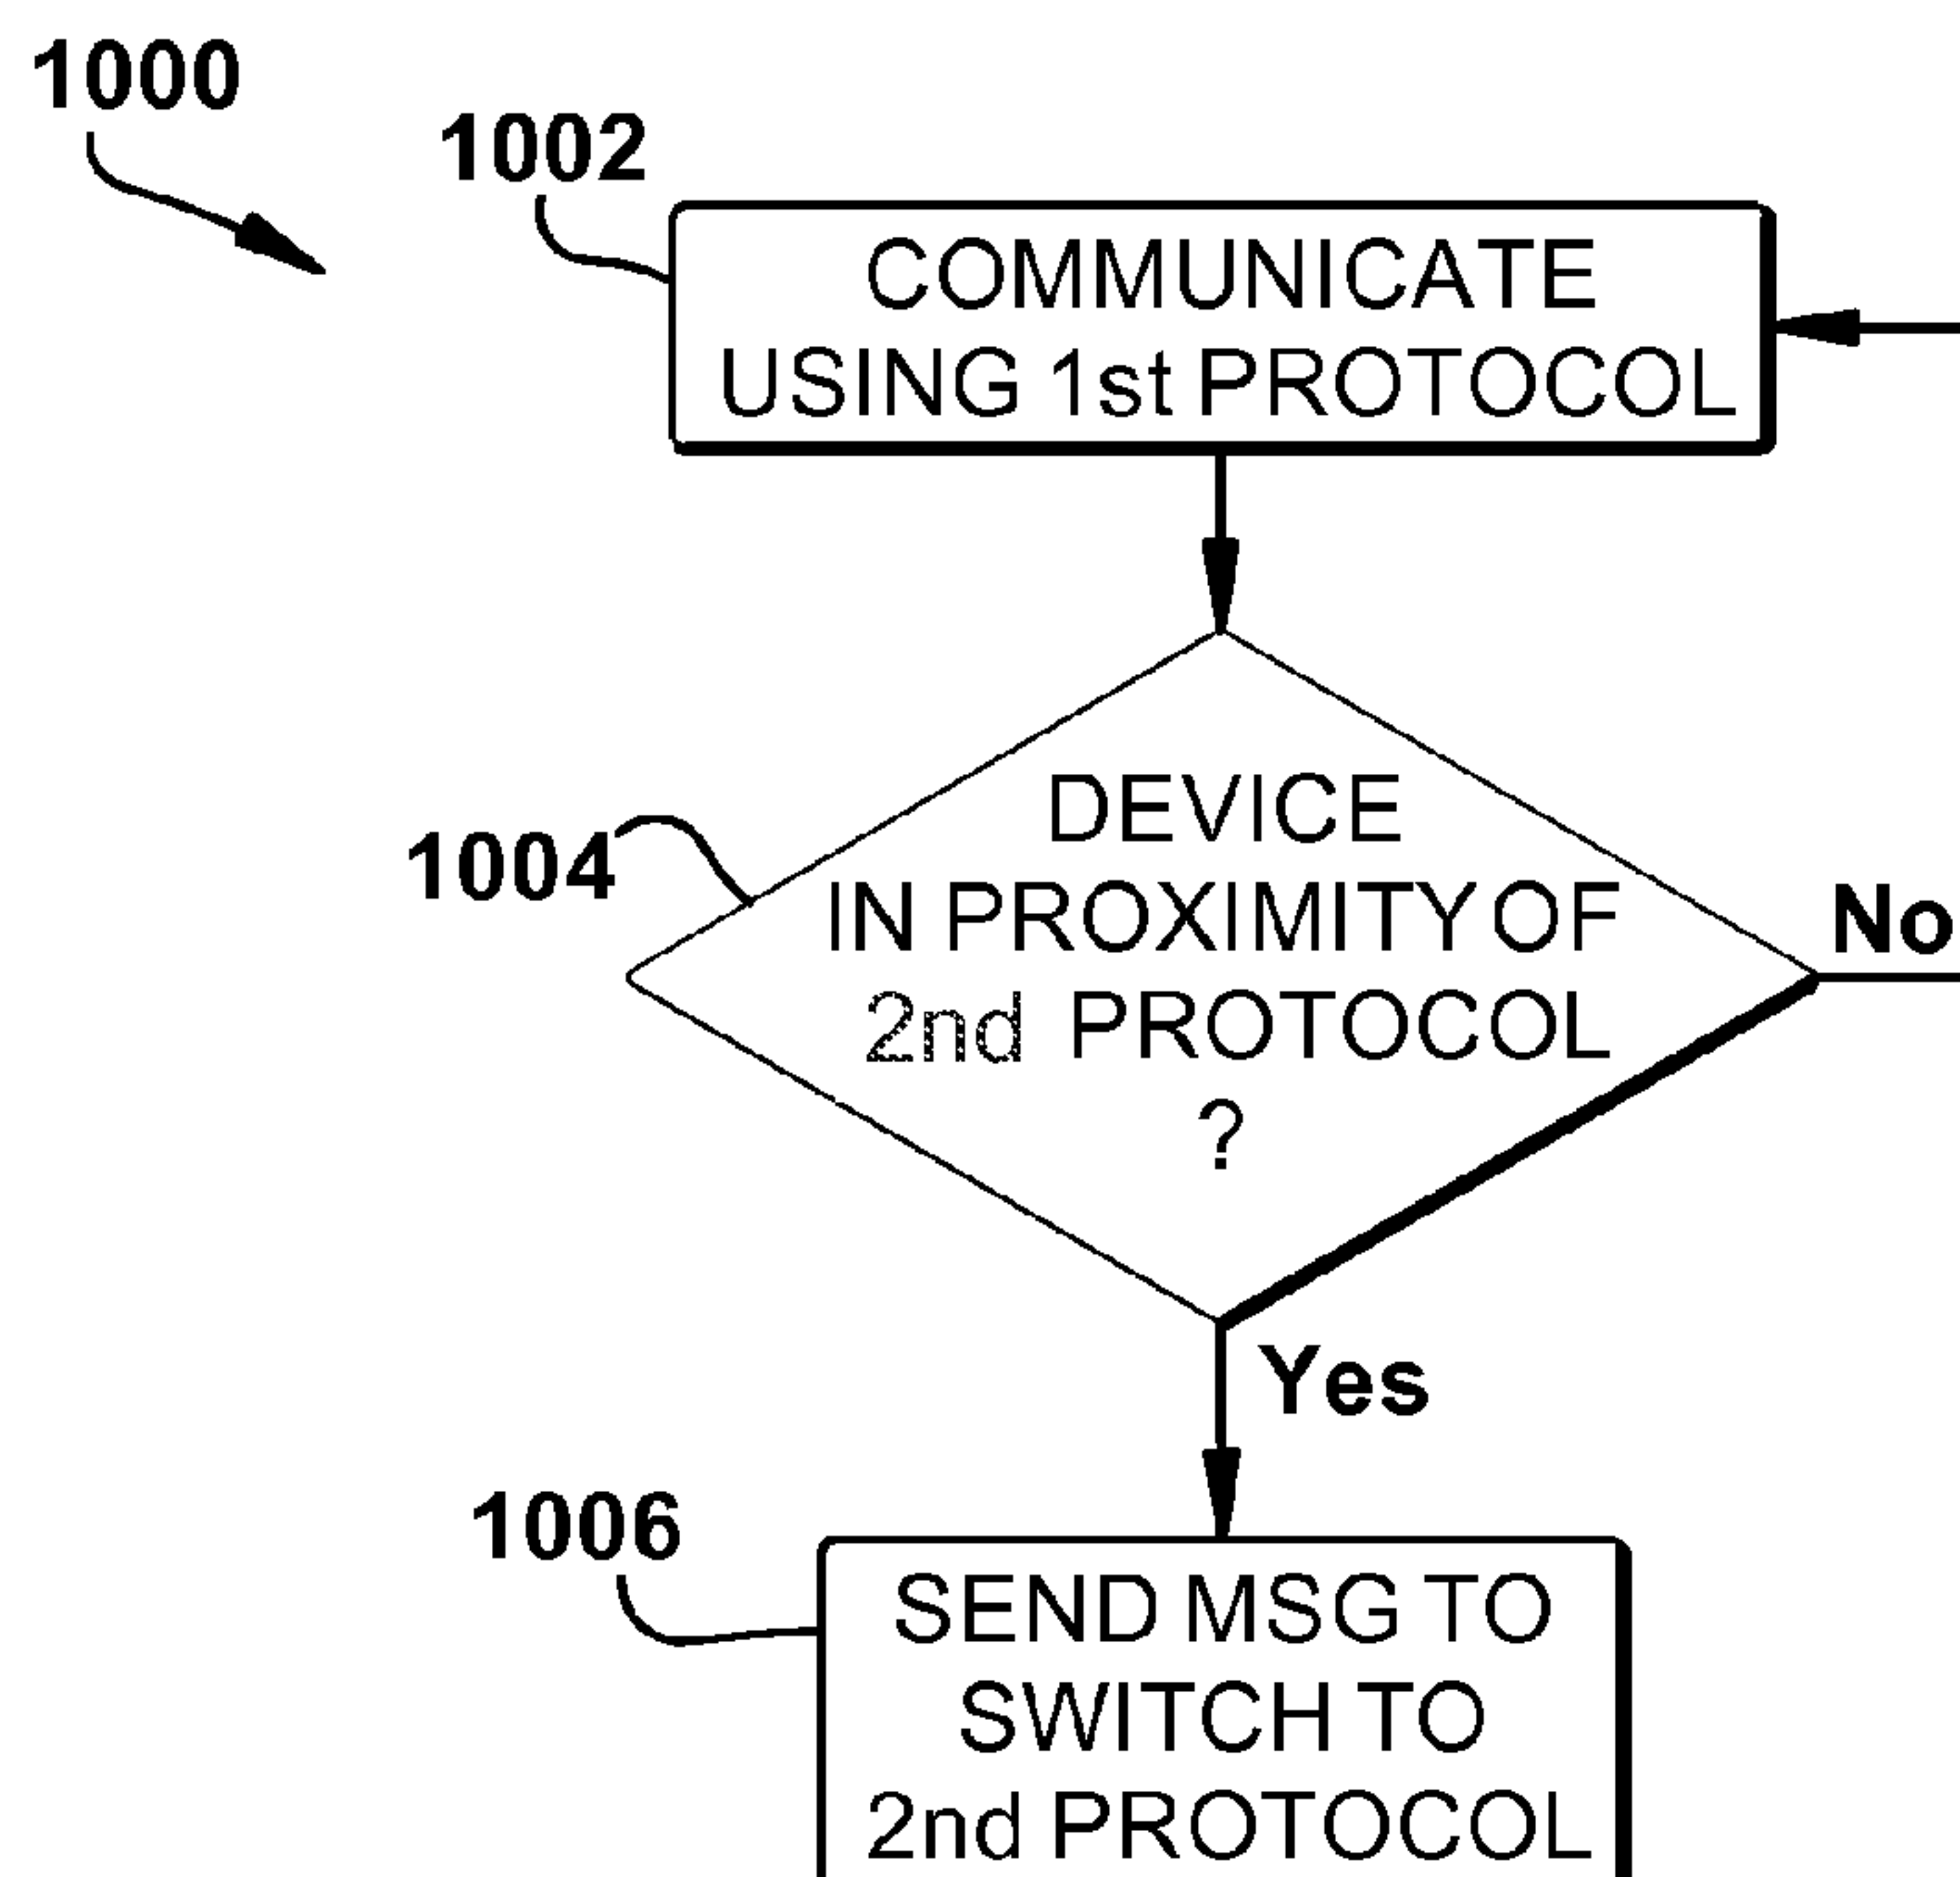 1000
1002
COMMUNICATE
USING 1st PROTOCOL
1004
DEVICE
IN PROXIMITY OF
2nd PROTOCOL
?
No
Yes
1006
SEND MSG TO
SWITCH TO
2nd PROTOCOL